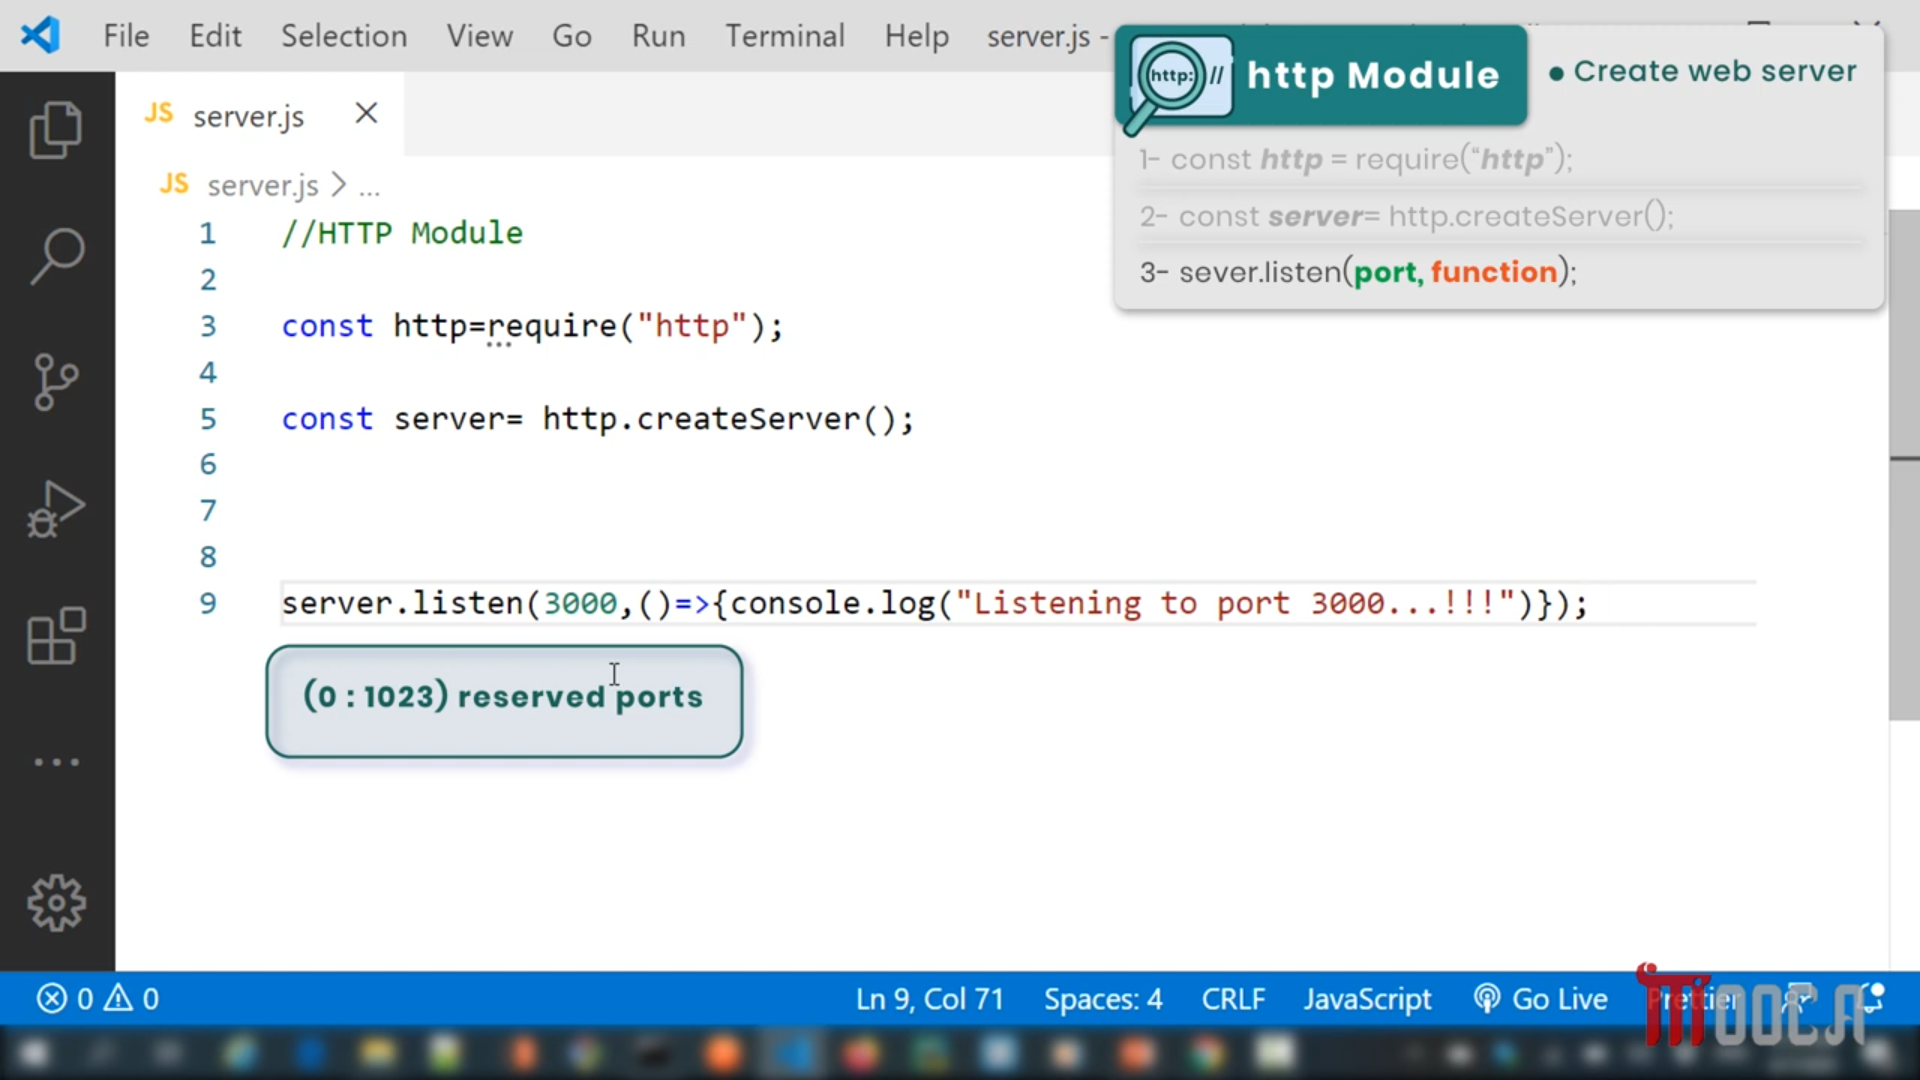 File Edit Selection View Go Run Terminal Help server.js -
http:// http Module • Create web server
1- const http = require(“http”);
2- const server= http.createServer();
3- sever.listen(port, function);
JS server.js
JS server.js > ...
1 //HTTP Module
2
3 const http=require("http");
4
5 const server= http.createServer();
6
7
8
9 server.listen(3000,()=>{console.log("Listening to port 3000...!!!")});
(0 : 1023) reserved ports
0 0 Ln 9, Col 71 Spaces: 4 CRLF JavaScript Go Live Prettier
MOOCA